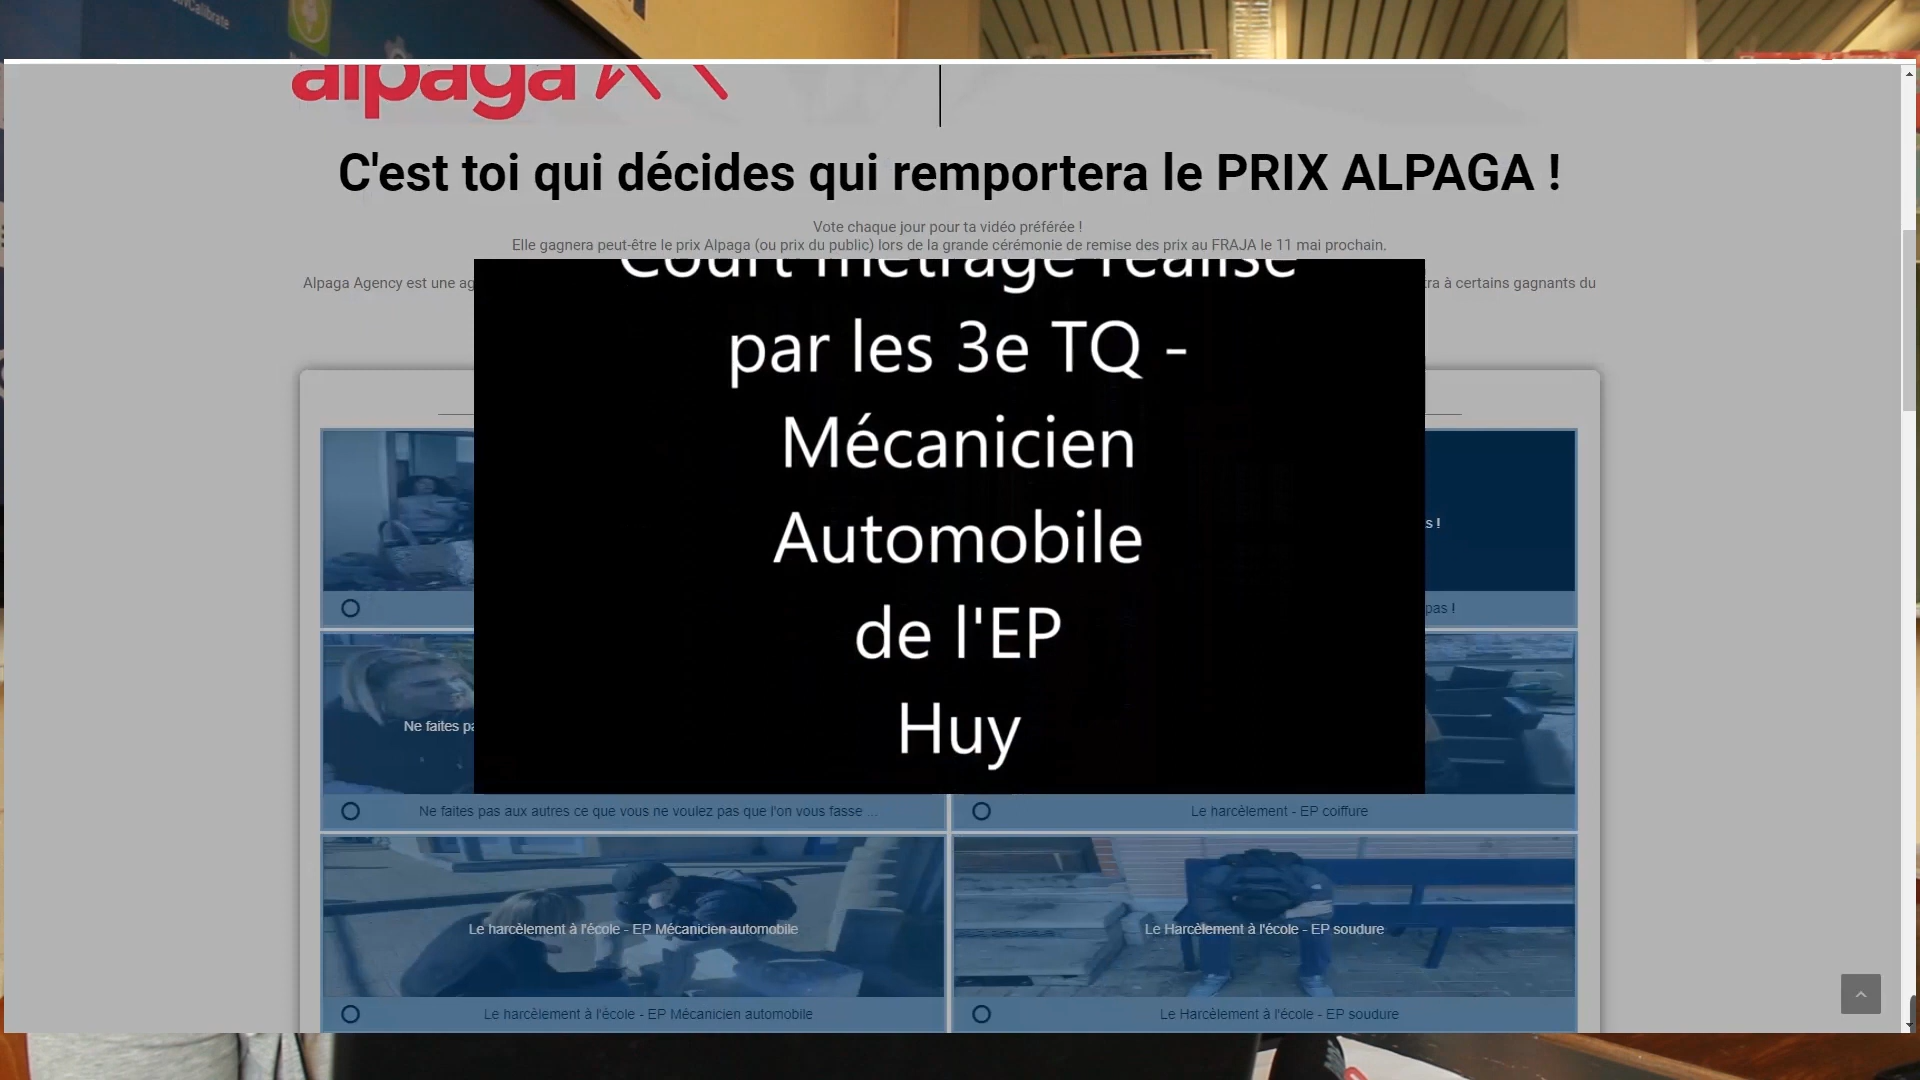 alpaga
C'est toi qui décides qui remportera le PRIX ALPAGA !
Vote chaque jour pour ta vidéo préférée !
Elle gagnera peut-être le prix Alpaga (ou prix du public) lors de la grande cérémonie de remise des prix au FRAJA le 11 mai prochain.
Alpaga Agency est une
à certains gagnants du
Court métrage réalisé
par les 3e TQ -
Mécanicien
Automobile
de l'EP
Huy
pas !
Ne faites
Ne faites pas aux autres ce que vous ne voulez pas que l'on vous fasse ...
Le harcèlement - EP coiffure
Le harcèlement à l'école - EP Mécanicien automobile
Le Harcèlement à l'école - EP soudure
Le harcèlement à l'école - EP Mécanicien automobile
Le Harcèlement à l'école - EP soudure